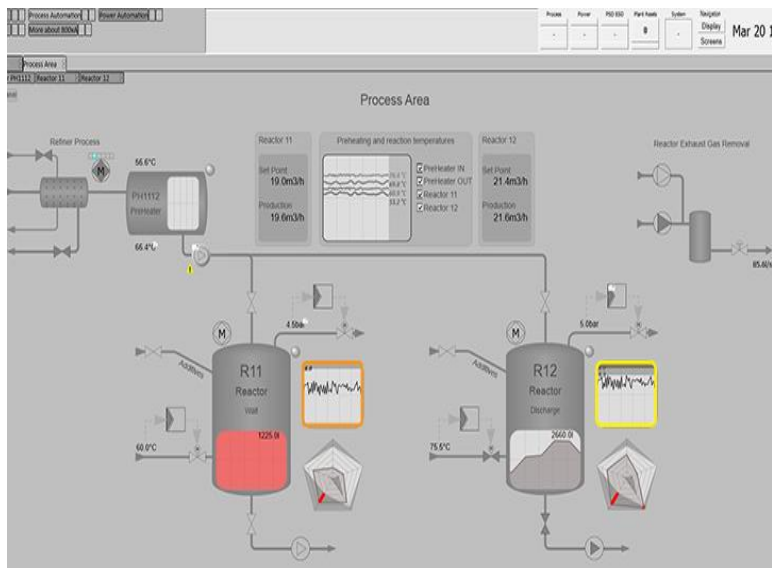 Process Automation
Power Automation
More about 800xA
Process
Power
PSD ESD
Plant Assets
System
Navigation
Display
Screens
Mar 20 1
Process Area
PH1112
Reactor 11
Reactor 12
Process Area
Refiner Process
M
56.6°C
PH1112
PreHeater
66.4°C
Reactor 11
Set Point
19.0m3/h
Production
19.6m3/h
Preheating and reaction temperatures
PreHeater IN
PreHeater OUT
Reactor 11
Reactor 12
Reactor 12
Set Point
21.4m3/h
Production
21.6m3/h
Reactor Exhaust Gas Removal
M
4.5bar
Additives
R11
Reactor
Wait
1225.0l
60.0°C
M
5.0bar
Additives
R12
Reactor
Discharge
2660.0l
75.5°C